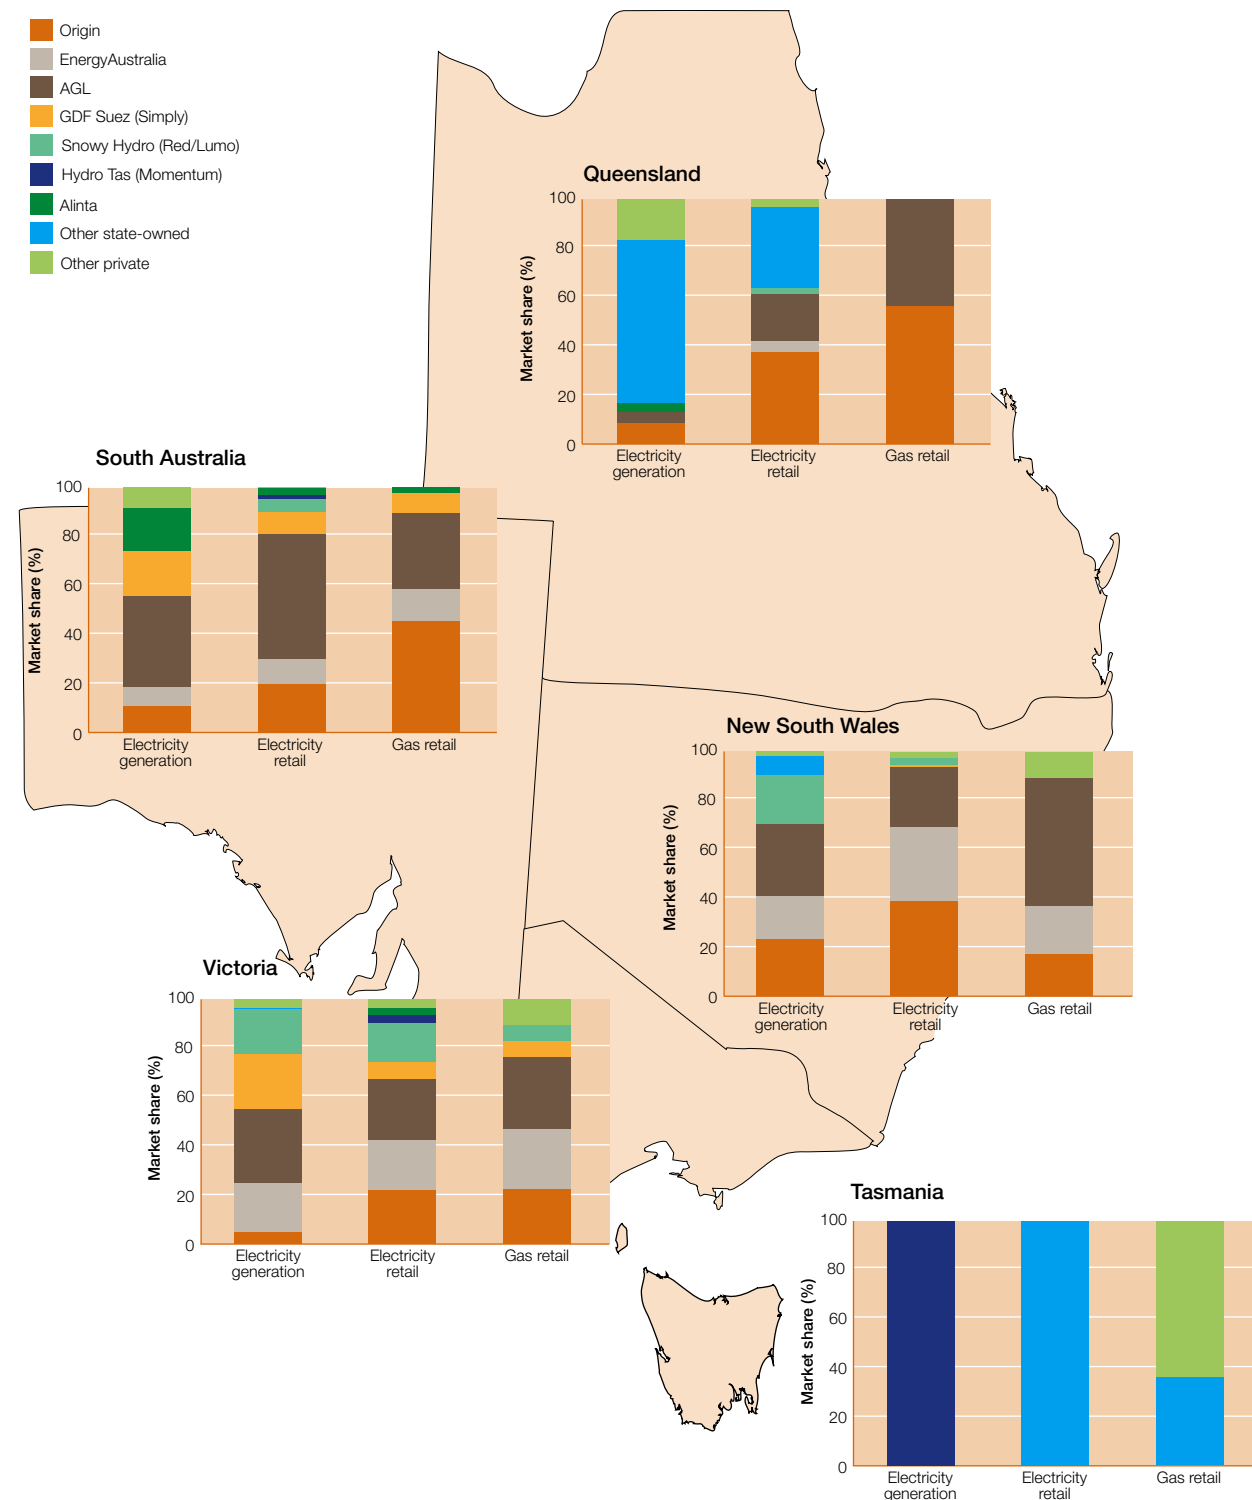 Origin
EnergyAustralia
AGL
GDF Suez (Simply)
Snowy Hydro (Red/Lumo)
Hydro Tas (Momentum)
Alinta
Other state-owned
Other private
Queensland
Market share (%)
100
80
60
40
20
0
Electricity
generation
Electricity
retail
Gas retail
South Australia
Market share (%)
100
80
60
40
20
0
Electricity
generation
Electricity
retail
Gas retail
New South Wales
Market share (%)
100
80
60
40
20
0
Electricity
generation
Electricity
retail
Gas retail
Victoria
Market share (%)
100
80
60
40
20
0
Electricity
generation
Electricity
retail
Gas retail
Tasmania
Market share (%)
100
80
60
40
20
0
Electricity
generation
Electricity
retail
Gas retail